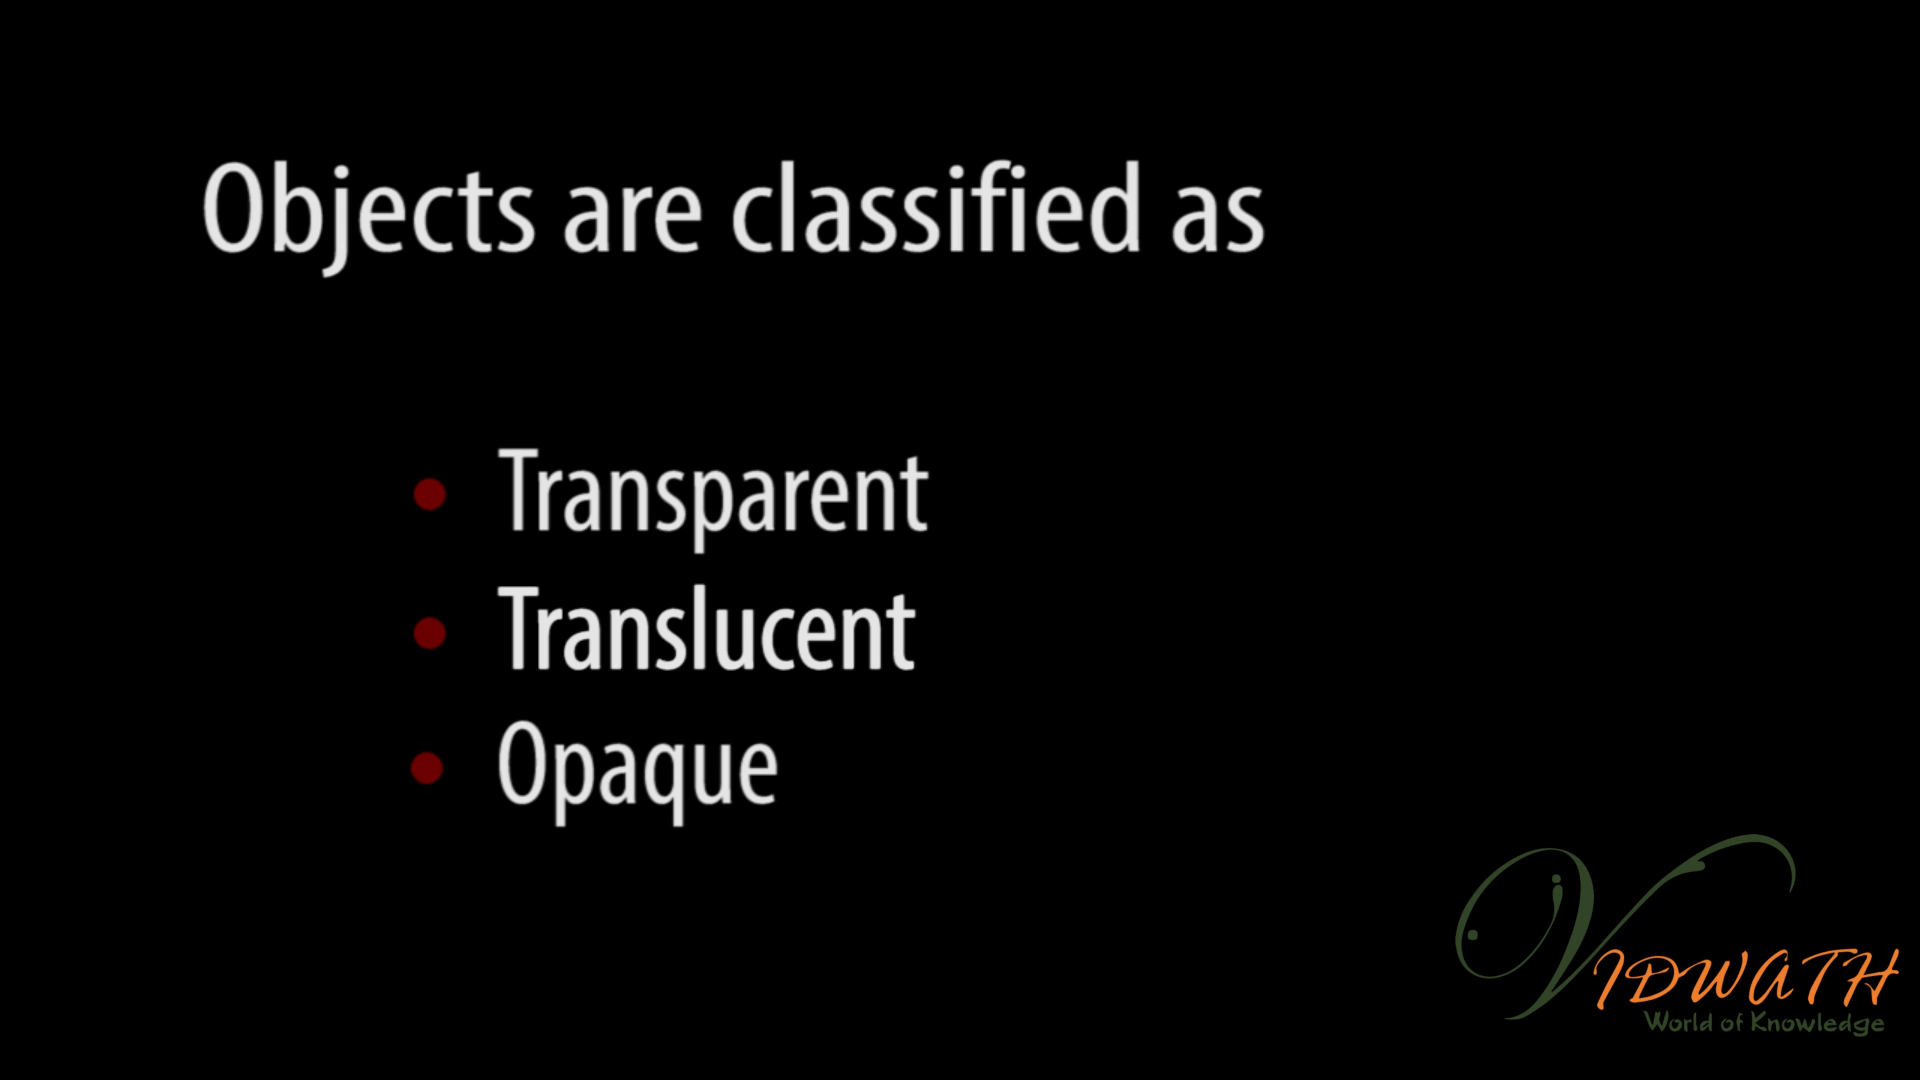 Objects are classified as
• Transparent
• Translucent
• Opaque
VIDWATH
World of Knowledge